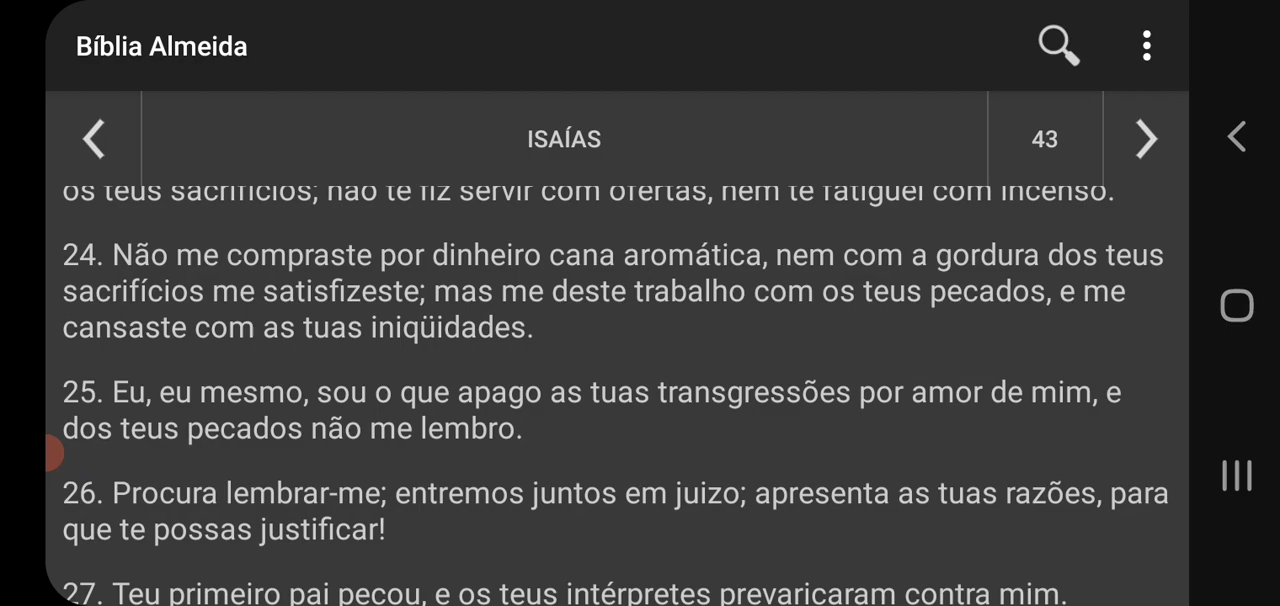 Bíblia Almeida
ISAÍAS
43
os teus sacrifícios; não te fiz servir com ofertas, nem te fatiguei com incenso.
24. Não me compraste por dinheiro cana aromática, nem com a gordura dos teus
sacrifícios me satisfizeste; mas me deste trabalho com os teus pecados, e me
cansaste com as tuas iniqüidades.
25. Eu, eu mesmo, sou o que apago as tuas transgressões por amor de mim, e
dos teus pecados não me lembro.
26. Procura lembrar-me; entremos juntos em juizo; apresenta as tuas razões, para
que te possas justificar!
27. Teu primeiro pai pecou, e os teus intérpretes prevaricaram contra mim.